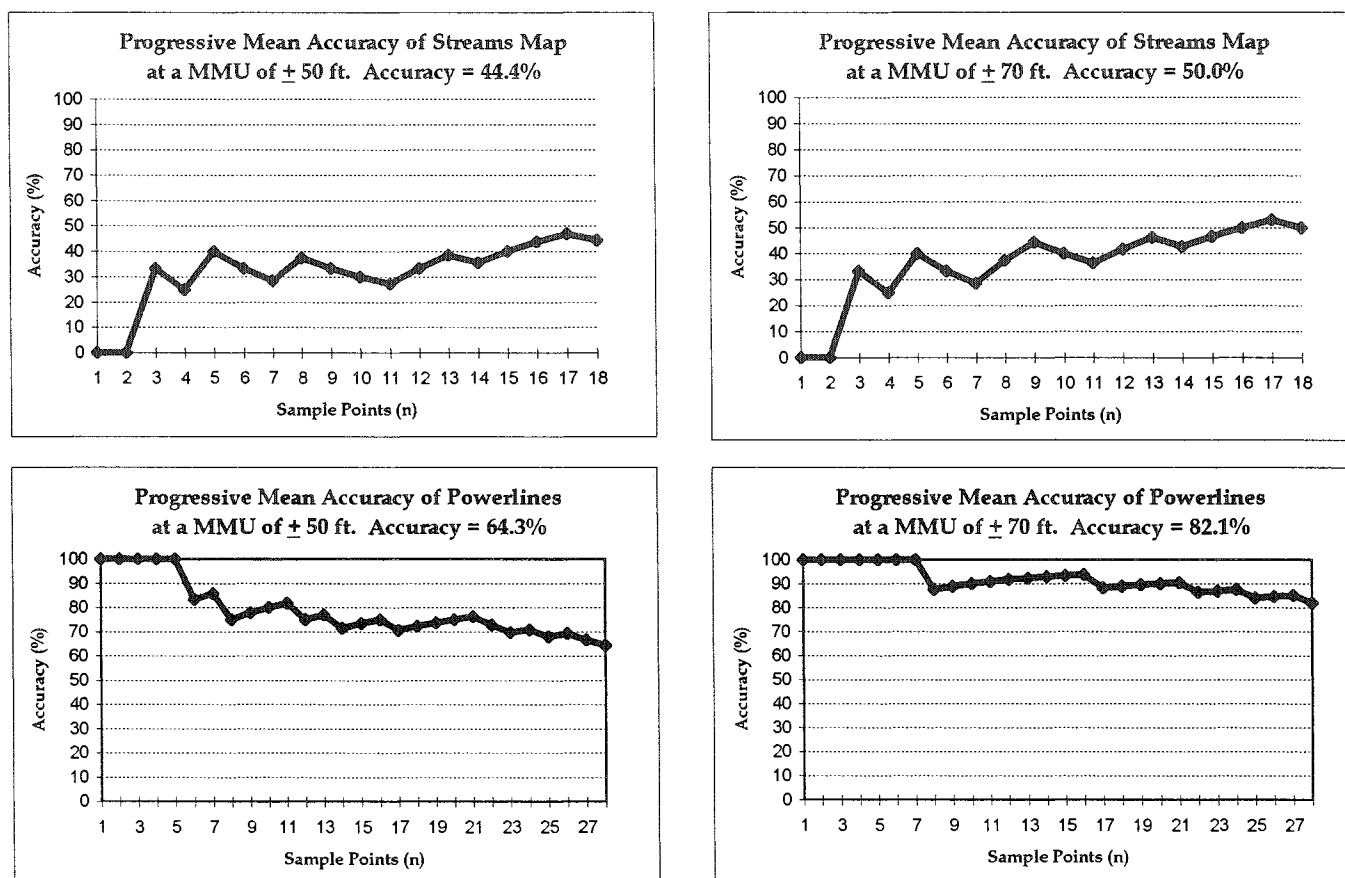 Progressive Mean Accuracy of Streams Map
at a MMU of ± 50 ft. Accuracy = 44.4%
100
90
80
70
60
50
40
30
20
10
0
Accuracy (%)
1 2 3 4 5 6 7 8 9 10 11 12 13 14 15 16 17 18
Sample Points (n)
Progressive Mean Accuracy of Streams Map
at a MMU of ± 70 ft. Accuracy = 50.0%
100
90
80
70
60
50
40
30
20
10
0
Accuracy (%)
1 2 3 4 5 6 7 8 9 10 11 12 13 14 15 16 17 18
Sample Points (n)
Progressive Mean Accuracy of Powerlines
at a MMU of ± 50 ft. Accuracy = 64.3%
100
90
80
70
60
50
40
30
20
10
0
Accuracy (%)
1 3 5 7 9 11 13 15 17 19 21 23 25 27
Sample Points (n)
Progressive Mean Accuracy of Powerlines
at a MMU of ± 70 ft. Accuracy = 82.1%
100
90
80
70
60
50
40
30
20
10
0
Accuracy (%)
1 3 5 7 9 11 13 15 17 19 21 23 25 27
Sample Points (n)